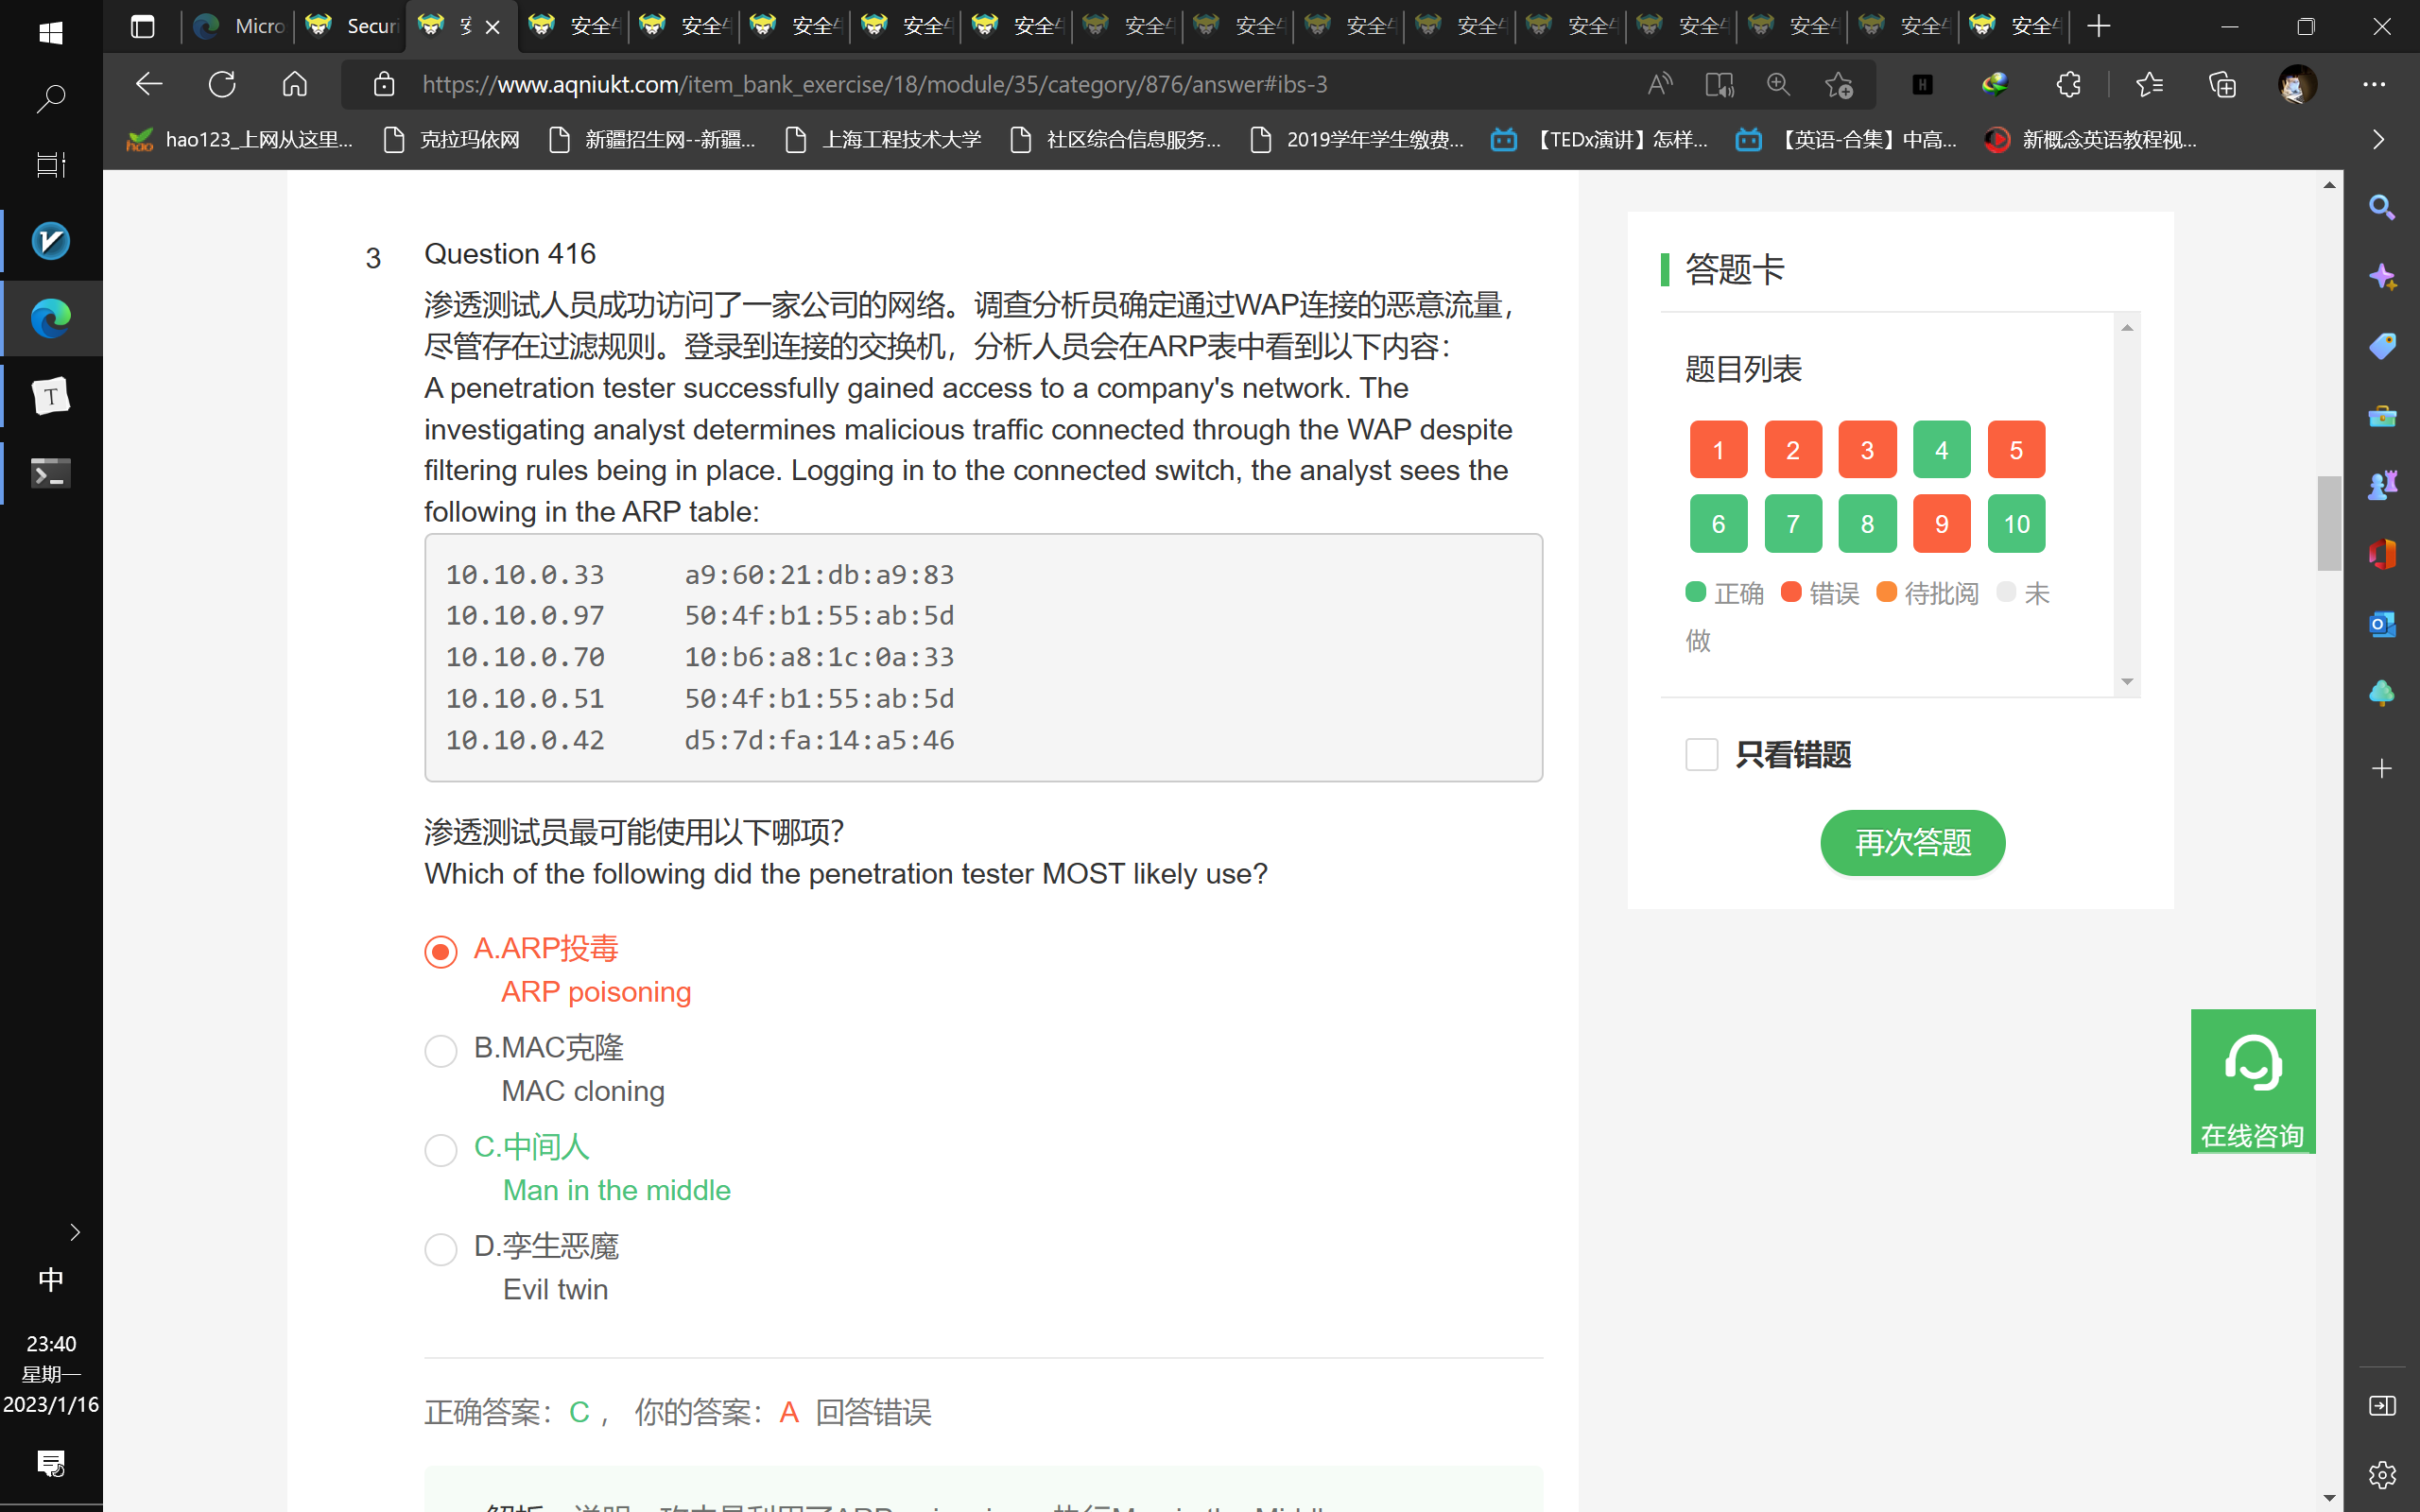 Micro
Securi
安全
安全
安全
安全
安全
安全
安全
安全
安全
安全
安全
安全
安全
https://www.aqniukt.com/item_bank_exercise/18/module/35/category/876/answer#ibs-3
hao123_上网从这里...
克拉玛依网
新疆招生网--新疆...
上海工程技术大学
社区综合信息服务...
2019学年学生缴费...
【TEDx演讲】怎样...
【英语-合集】中高...
新概念英语教程视...
3
Question 416
渗透测试人员成功访问了一家公司的网络。调查分析员确定通过WAP连接的恶意流量，
尽管存在过滤规则。登录到连接的交换机，分析人员会在ARP表中看到以下内容：
A penetration tester successfully gained access to a company's network. The
investigating analyst determines malicious traffic connected through the WAP despite
filtering rules being in place. Logging in to the connected switch, the analyst sees the
following in the ARP table:
10.10.0.33 a9:60:21:db:a9:83
10.10.0.97 50:4f:b1:55:ab:5d
10.10.0.70 10:b6:a8:1c:0a:33
10.10.0.51 50:4f:b1:55:ab:5d
10.10.0.42 d5:7d:fa:14:a5:46
渗透测试员最可能使用以下哪项？
Which of the following did the penetration tester MOST likely use?
A.ARP投毒
ARP poisoning
B.MAC克隆
MAC cloning
C.中间人
Man in the middle
D.孪生恶魔
Evil twin
正确答案：C， 你的答案：A 回答错误
答题卡
题目列表
1 2 3 4 5
6 7 8 9 10
正确 错误 待批阅 未
做
只看错题
再次答题
在线咨询
中
23:40
星期一
2023/1/16